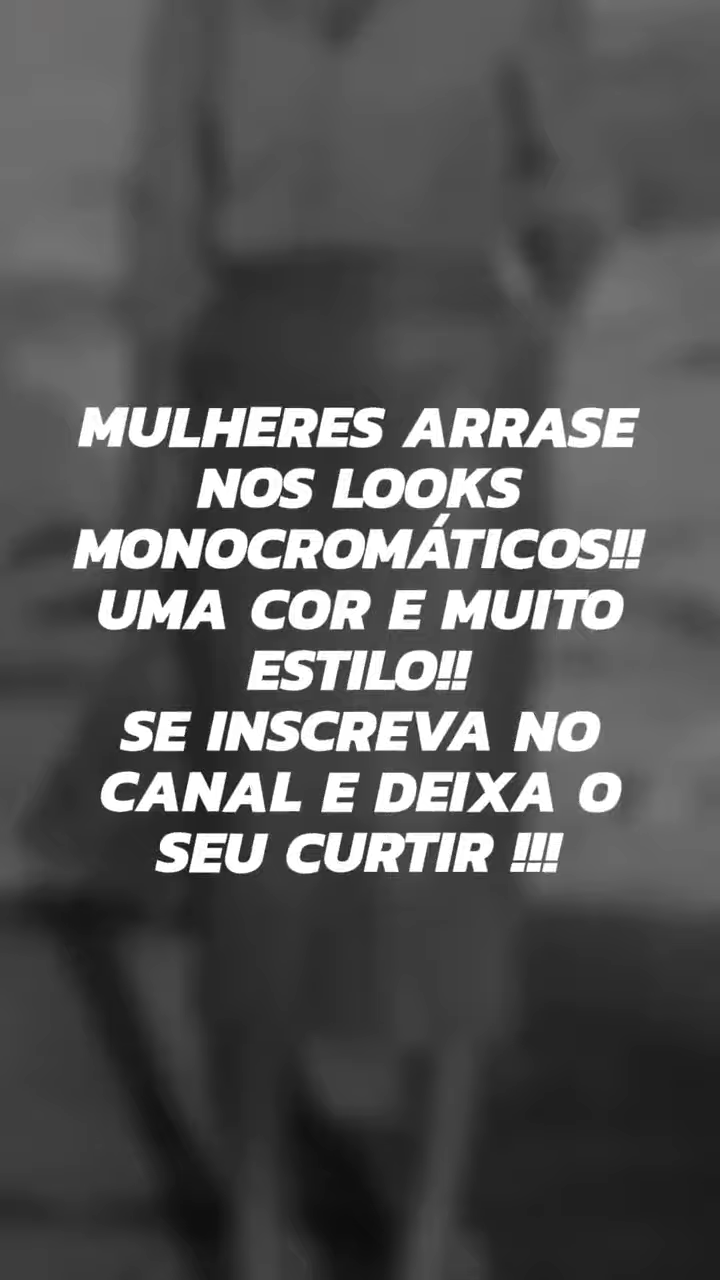 MULHERES ARRASE
NOS LOOKS
MONOCROMÁTICOS!!
UMA COR E MUITO
ESTILO!!
SE INSCREVA NO
CANAL E DEIXA O
SEU CURTIR !!!